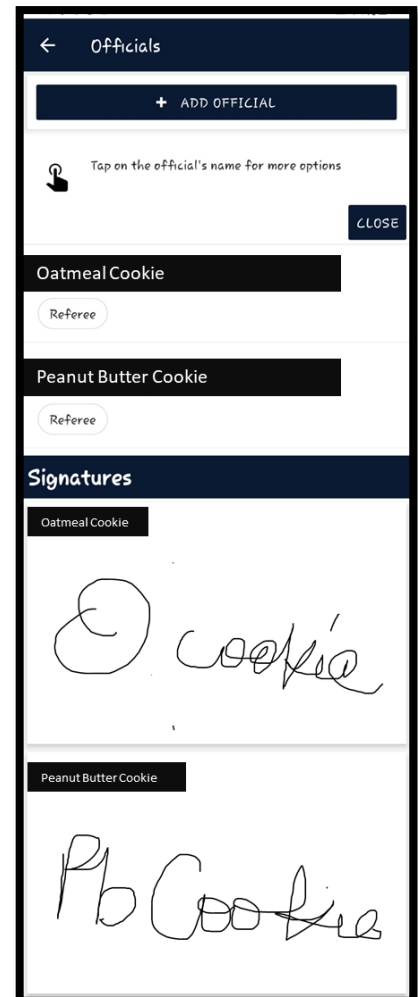 Officials
+ ADD OFFICIAL
Tap on the official's name for more options
CLOSE
Oatmeal Cookie
Referee
Peanut Butter Cookie
Referee
Signatures
Oatmeal Cookie
O cookie
Peanut Butter Cookie
Pb Cookie